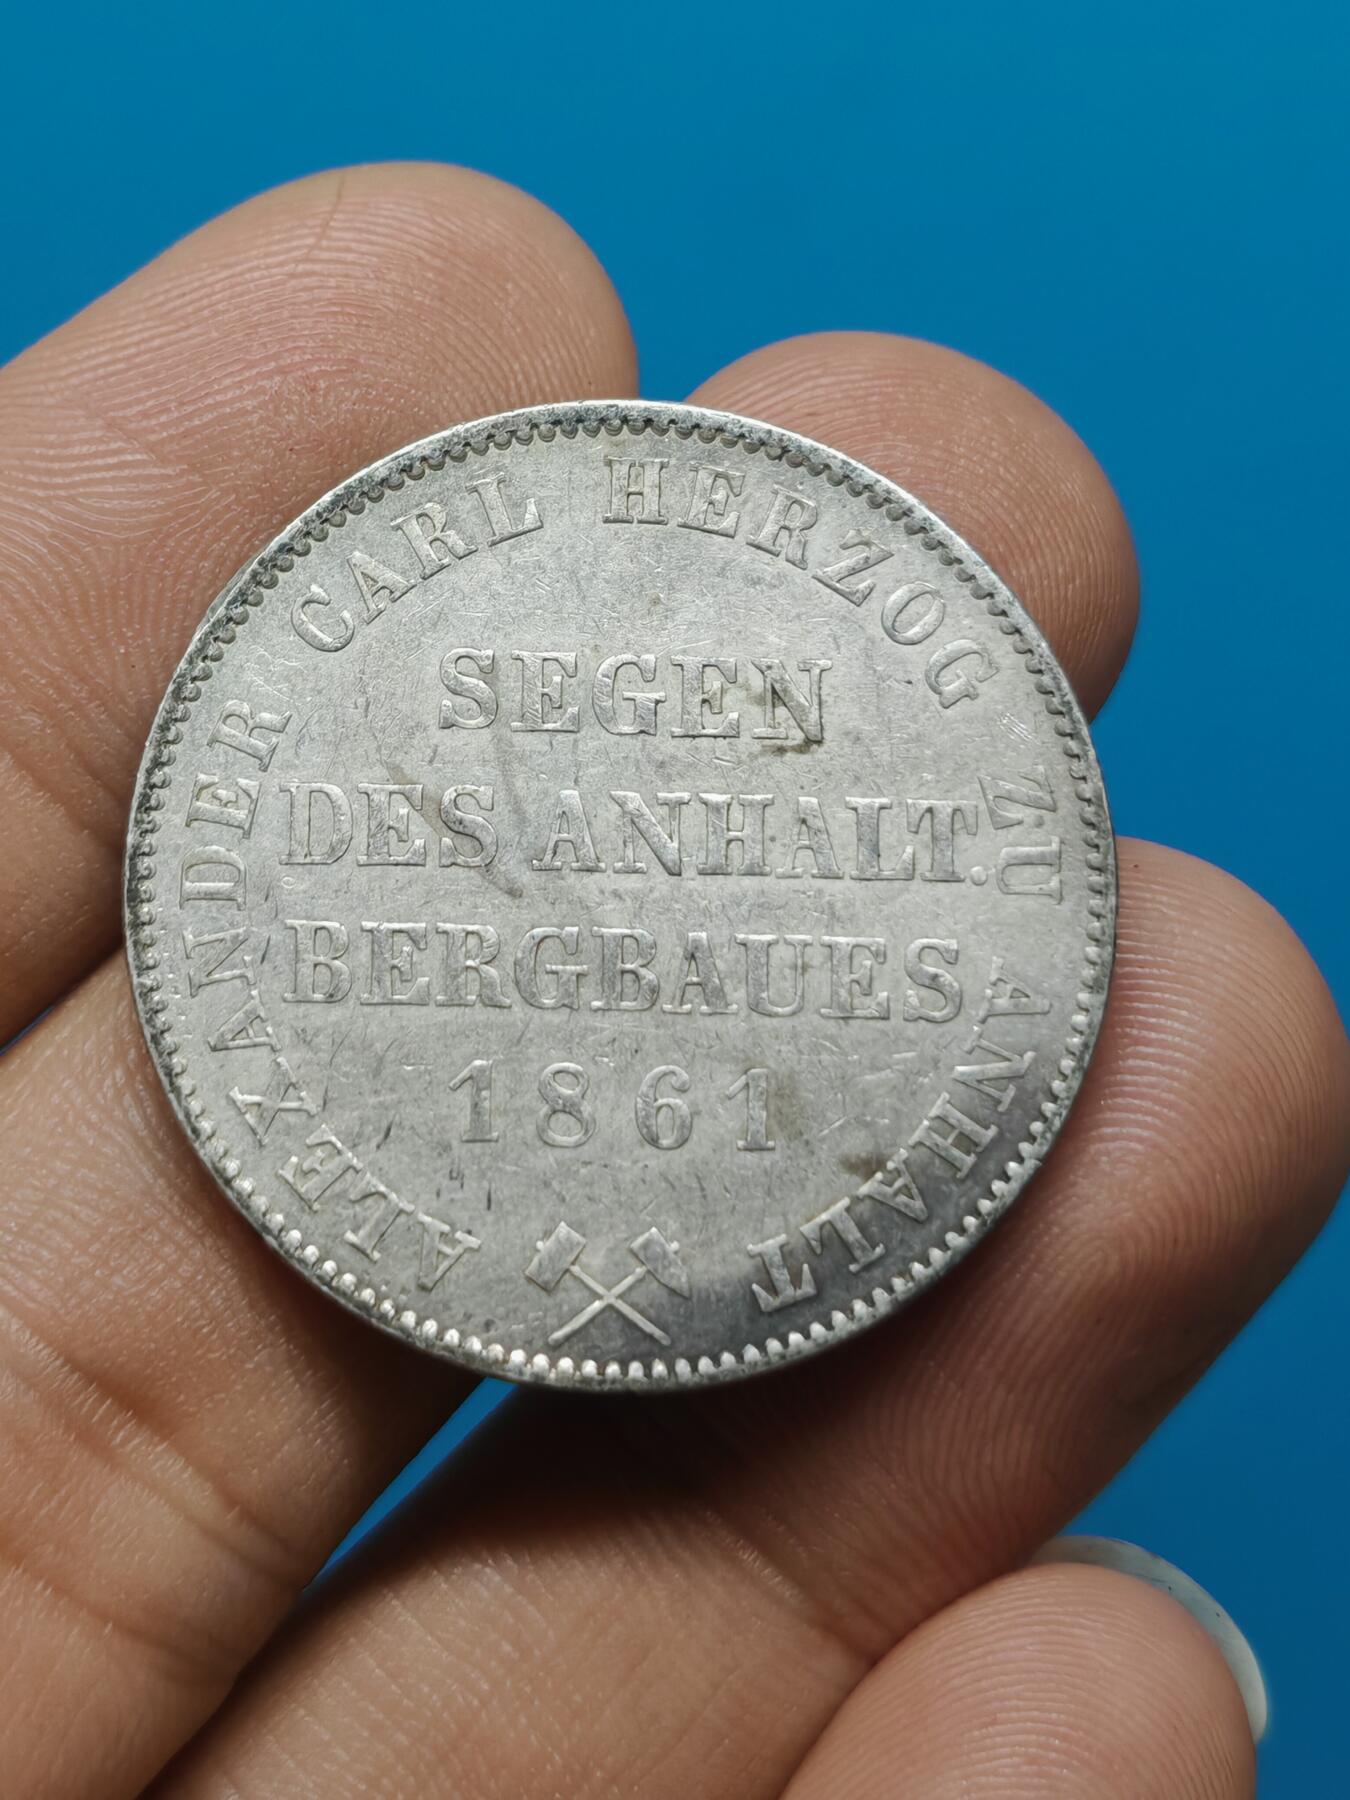 ALEXANDER CARL HERZOG ZU ANHALT
SEGEN
DES ANHALT.
BERGBAUES
1861